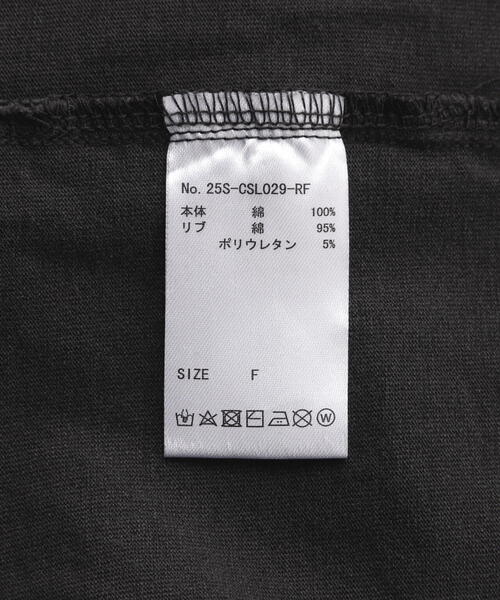 No. 25S-CSL029-RF
本体 綿 100%
リブ 綿 95%
ポリウレタン 5%
SIZE F
W